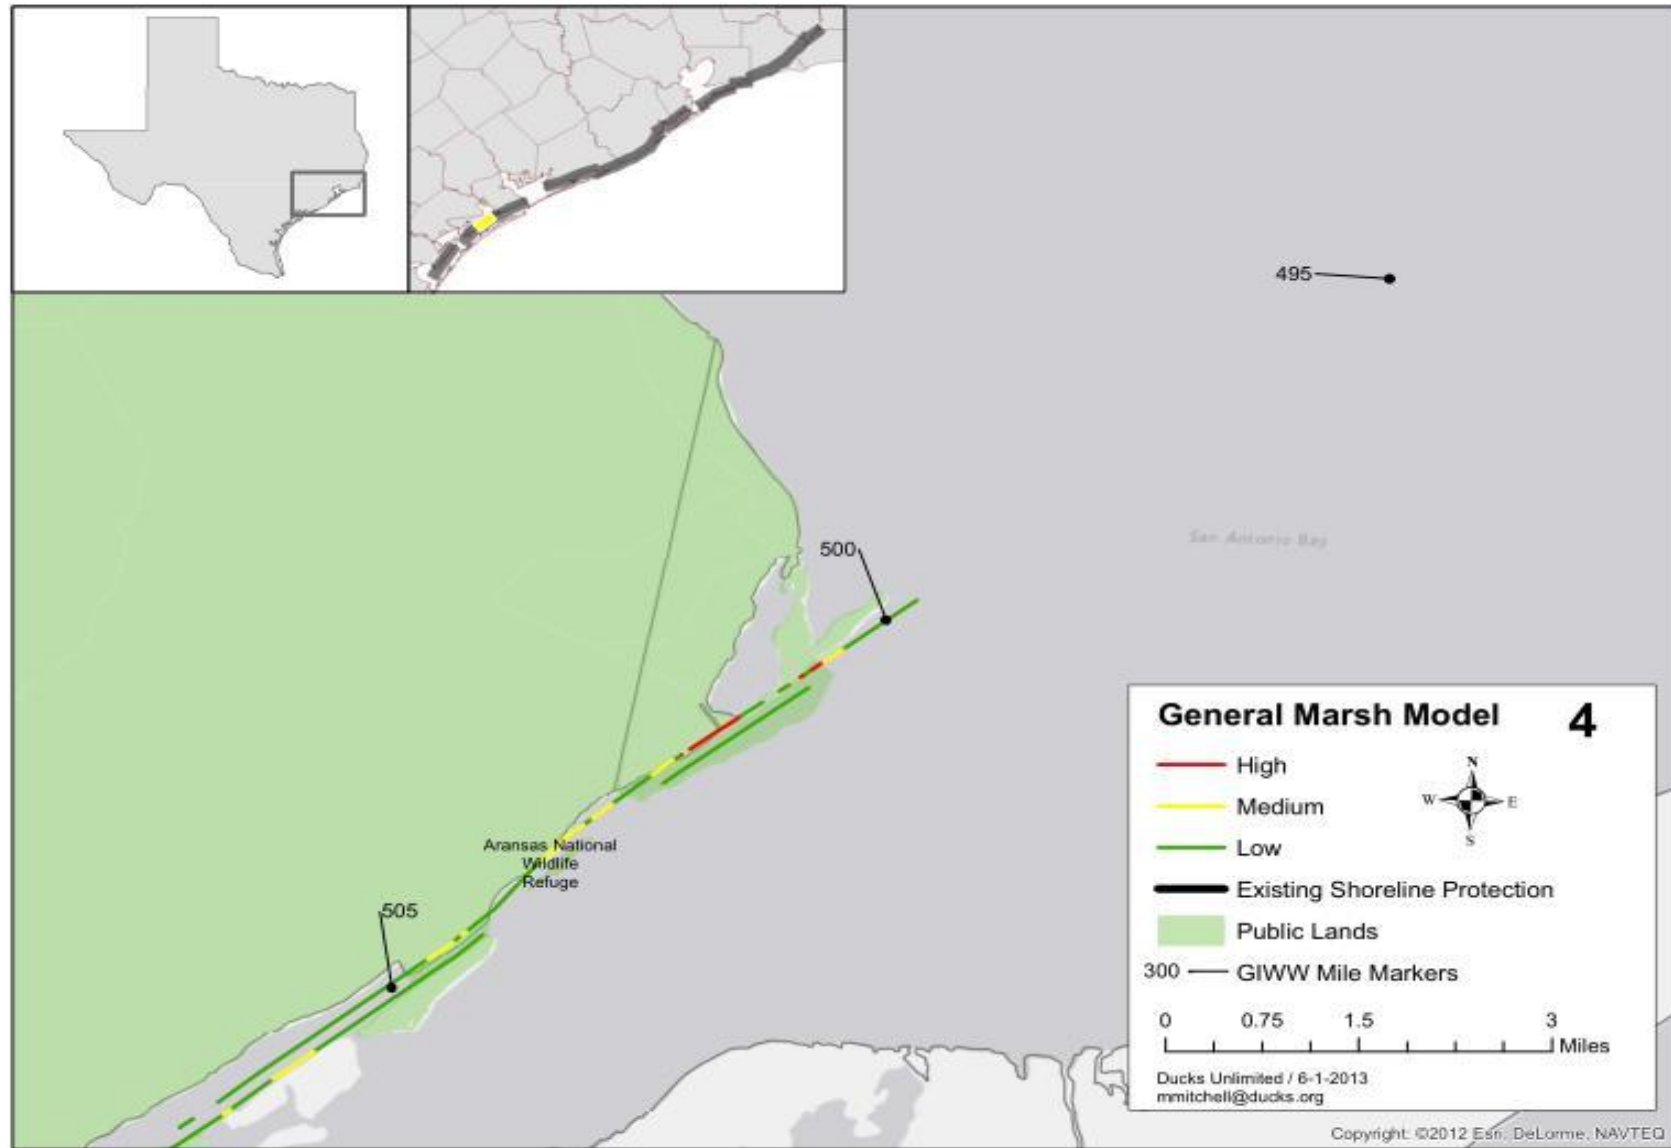 495
San Antonio Bay
500
Aransas National
Wildlife
Refuge
505
General Marsh Model 4
High
Medium
Low
Existing Shoreline Protection
Public Lands
300 GIWW Mile Markers
N
W E
S
0 0.75 1.5 3
Miles
Ducks Unlimited / 6-1-2013
mmitchell@ducks.org
Copyright: ©2012 Esri, DeLorme, NAVTEQ